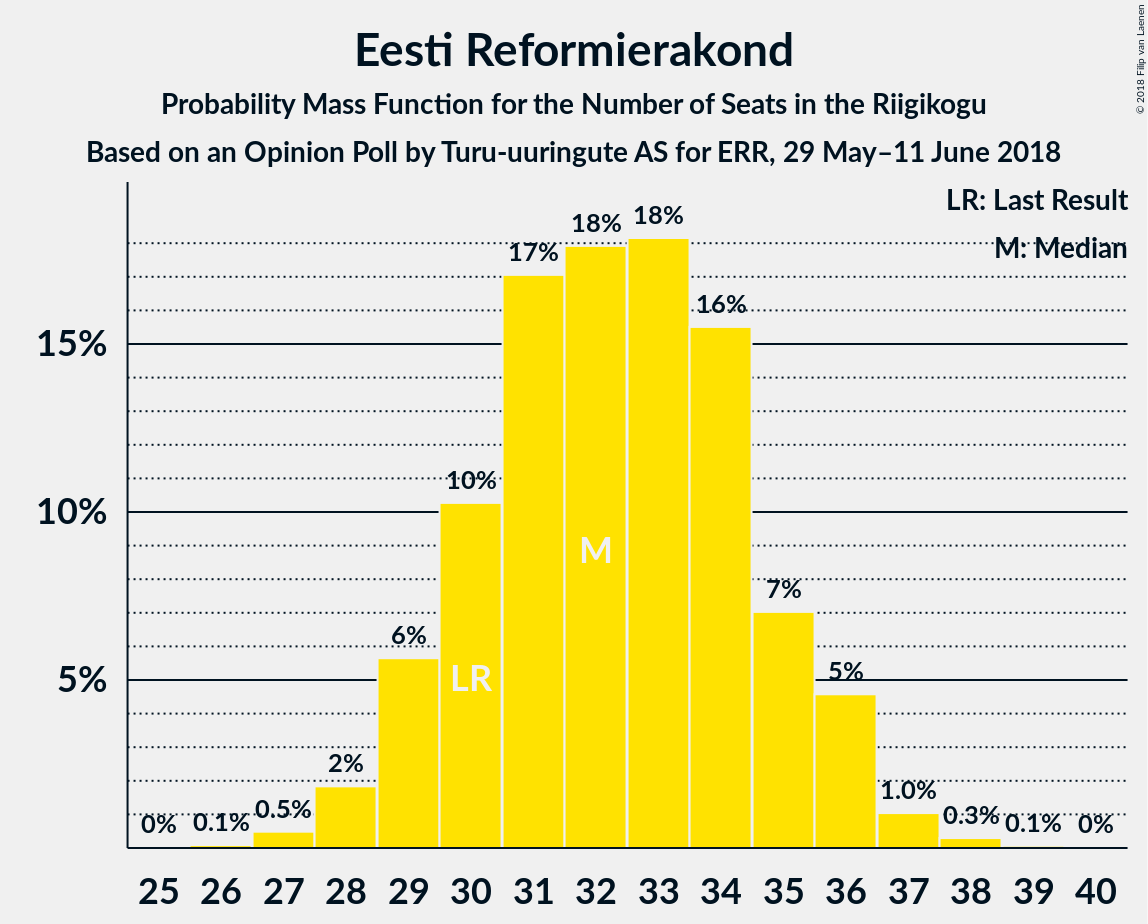 Eesti Reformierakond
Probability Mass Function for the Number of Seats in the Riigikogu
Based on an Opinion Poll by Turu-uuringute AS for ERR, 29 May–11 June 2018
© 2018 Filip van Laenen
LR: Last Result
M: Median
15%
10%
5%
0%
0.1%
0.5%
2%
6%
10%
17%
18%
18%
16%
7%
5%
1.0%
0.3%
0.1%
0%
LR
M
25 26 27 28 29 30 31 32 33 34 35 36 37 38 39 40